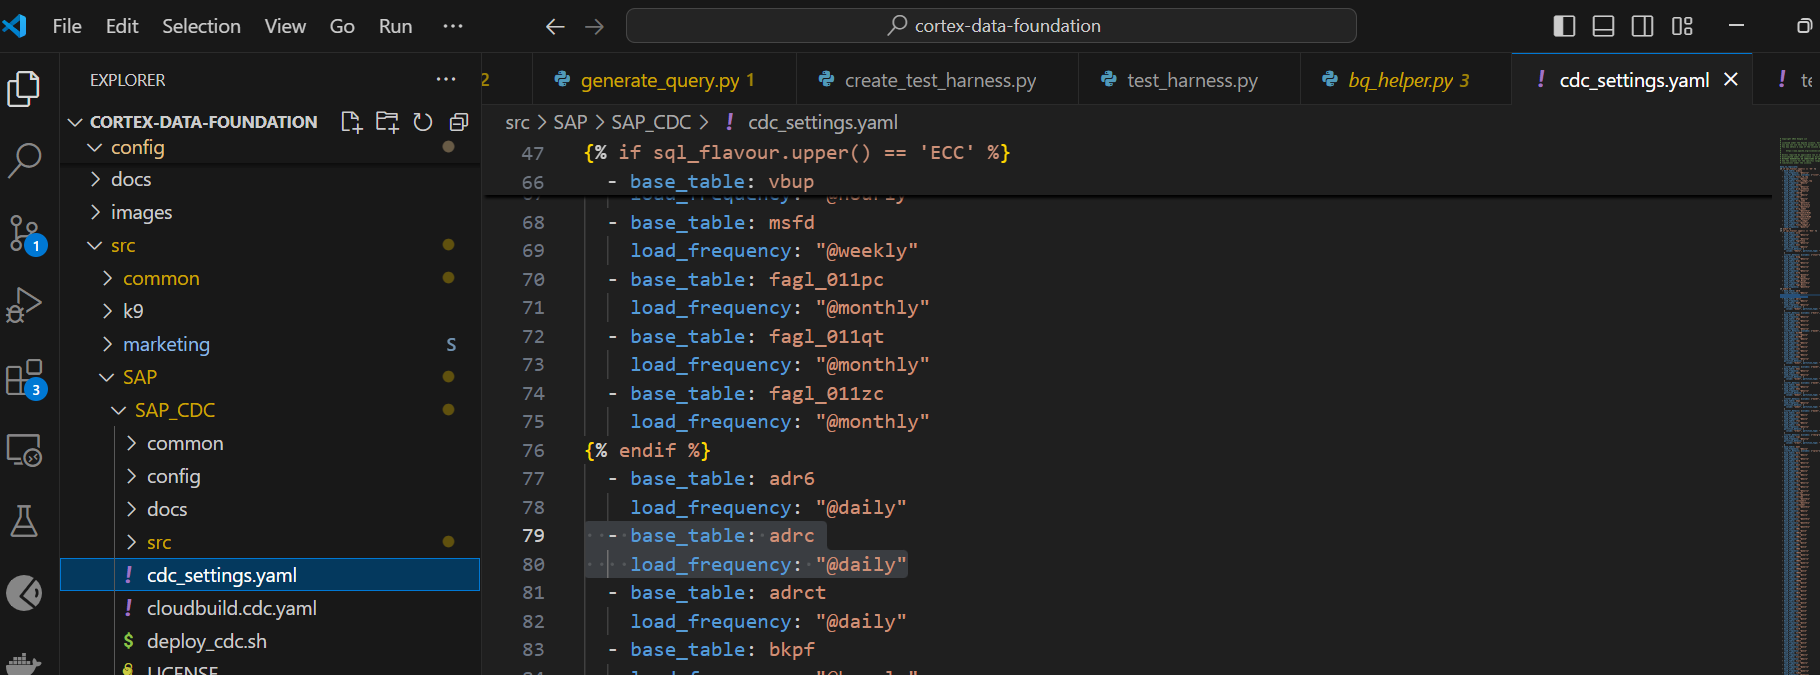 File Edit Selection View Go Run ···
cortex-data-foundation
EXPLORER ···
2 generate_query.py 1 create_test_harness.py test_harness.py bq_helper.py 3 ! cdc_settings.yaml ! te
CORTEX-DATA-FOUNDATION
src > SAP > SAP_CDC > ! cdc_settings.yaml
config
docs
images
src
common
k9
marketing S
SAP
SAP_CDC
common
config
docs
src
! cdc_settings.yaml
! cloudbuild.cdc.yaml
$ deploy_cdc.sh
LICENSE
1
3
47 {% if sql_flavour.upper() == 'ECC' %}
66 - base_table: vbup
67 load_frequency: "@hourly"
68 - base_table: msfd
69 load_frequency: "@weekly"
70 - base_table: fagl_011pc
71 load_frequency: "@monthly"
72 - base_table: fagl_011qt
73 load_frequency: "@monthly"
74 - base_table: fagl_011zc
75 load_frequency: "@monthly"
76 {% endif %}
77 - base_table: adr6
78 load_frequency: "@daily"
79 - base_table: adrc
80 load_frequency: "@daily"
81 - base_table: adrct
82 load_frequency: "@daily"
83 - base_table: bkpf